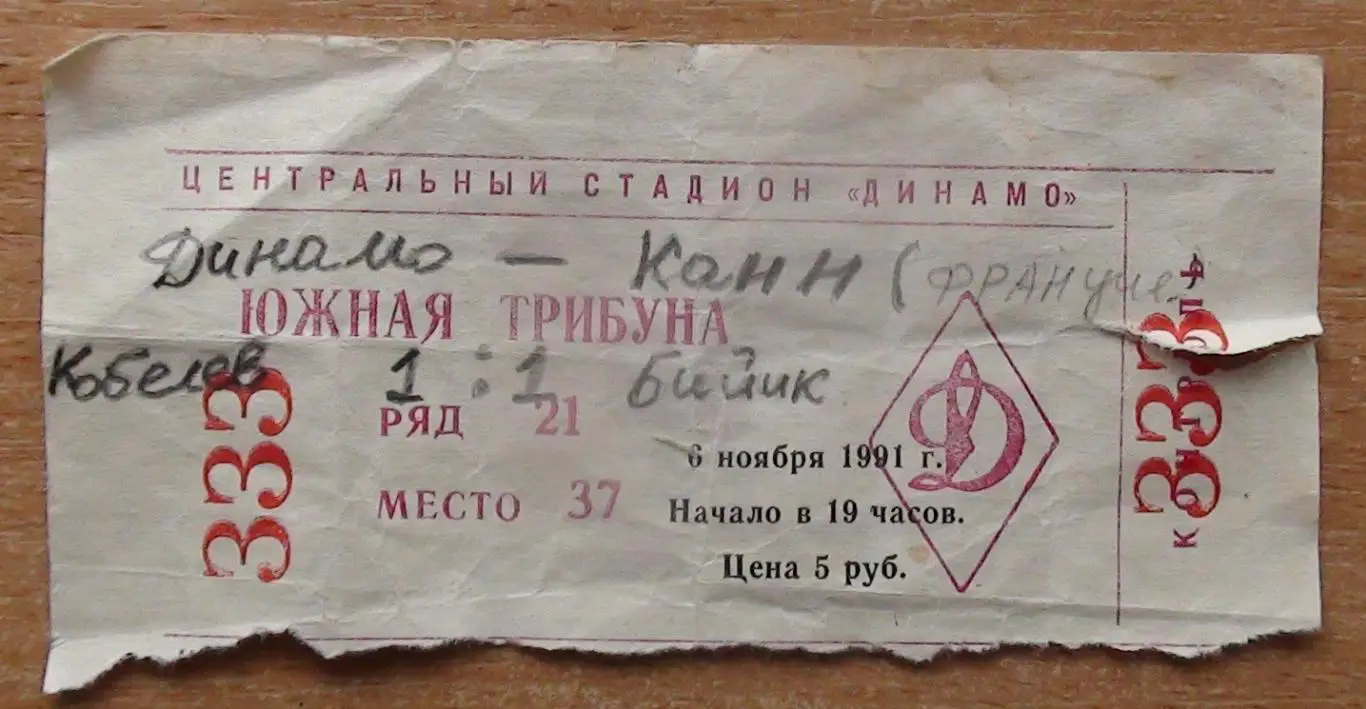 ЦЕНТРАЛЬНЫЙ СТАДИОН «ДИНАМО»
Динамо — Канн (
ЮЖНАЯ ТРИБУНА
Кобелев 1:1 Бийик
РЯД 21
МЕСТО 37
6 ноября 1991 г.
Начало в 19 часов.
Цена 5 руб.
333
КОНТРОЛЬ
333